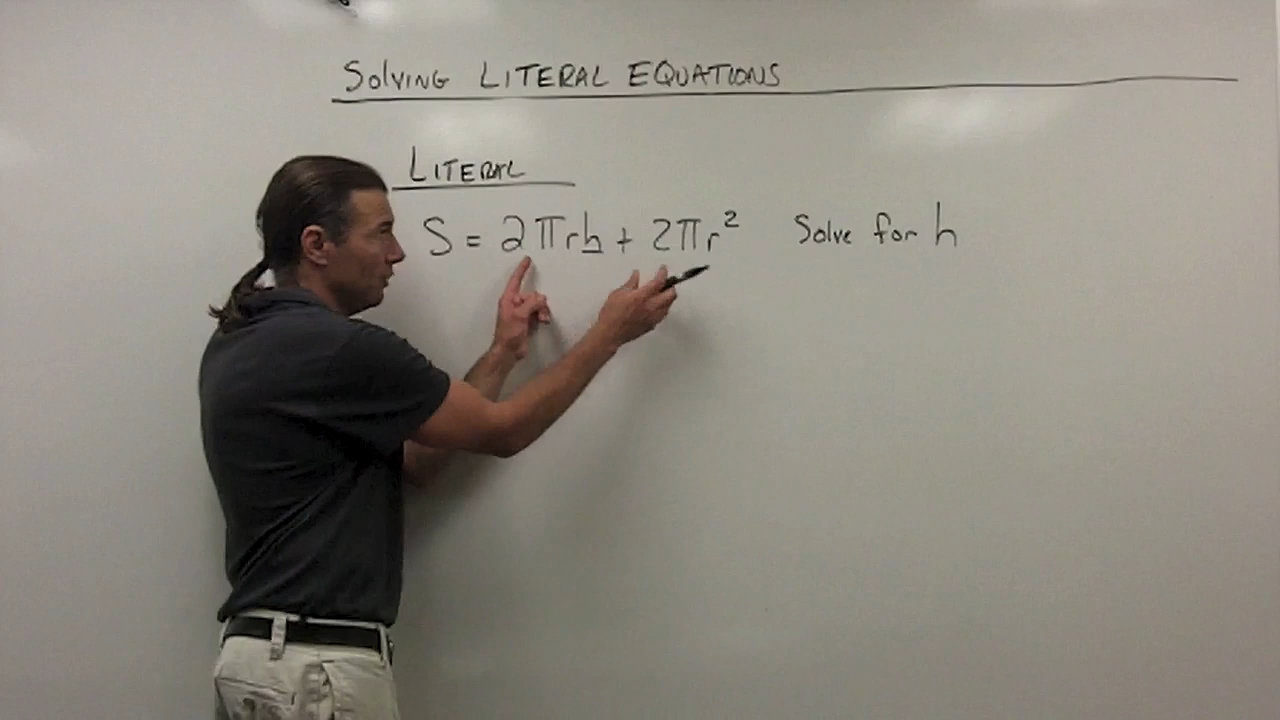 Solving LITERAL EQUATIONS
LITERAL
S = 2πrh + 2πr² Solve for h